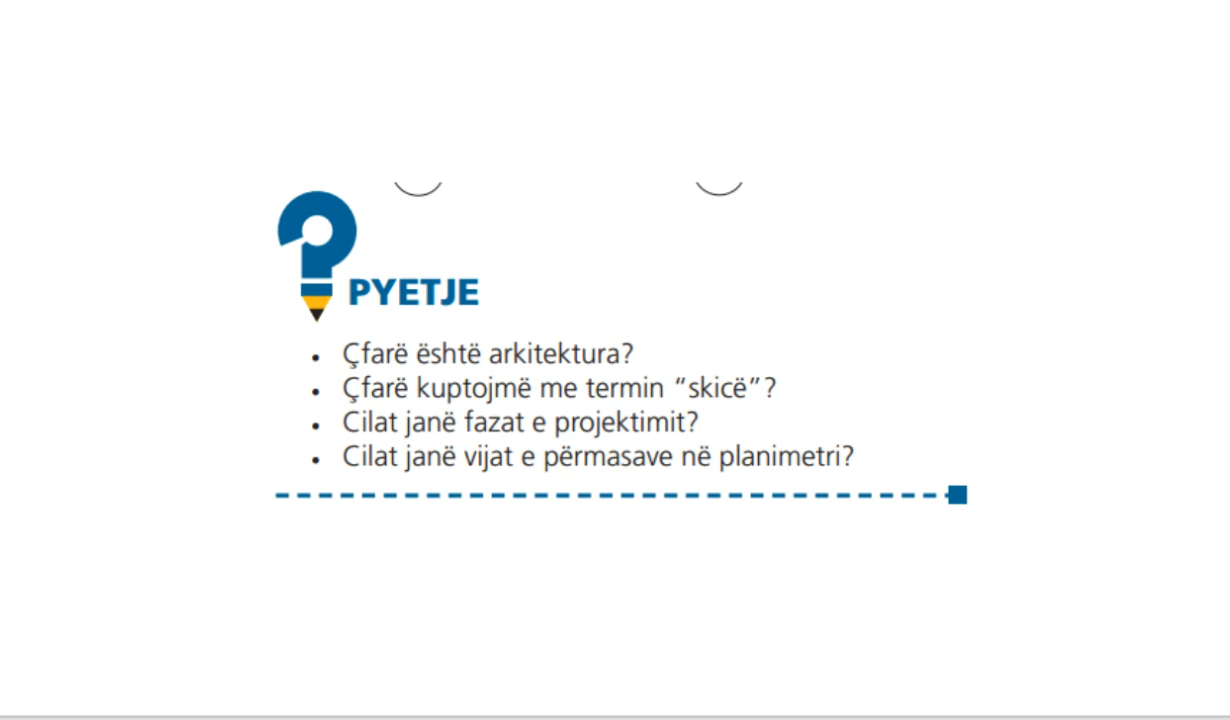 PYETJE
• Çfarë është arkitektura?
• Çfarë kuptojmë me termin “skicë”?
• Cilat janë fazat e projektimit?
• Cilat janë vijat e përmasave në planimetri?